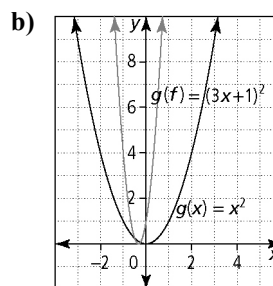 b)
y
8
g(f) = (3x+1)²
6
4
2
g(x) = x²
−2 0 2 4
x